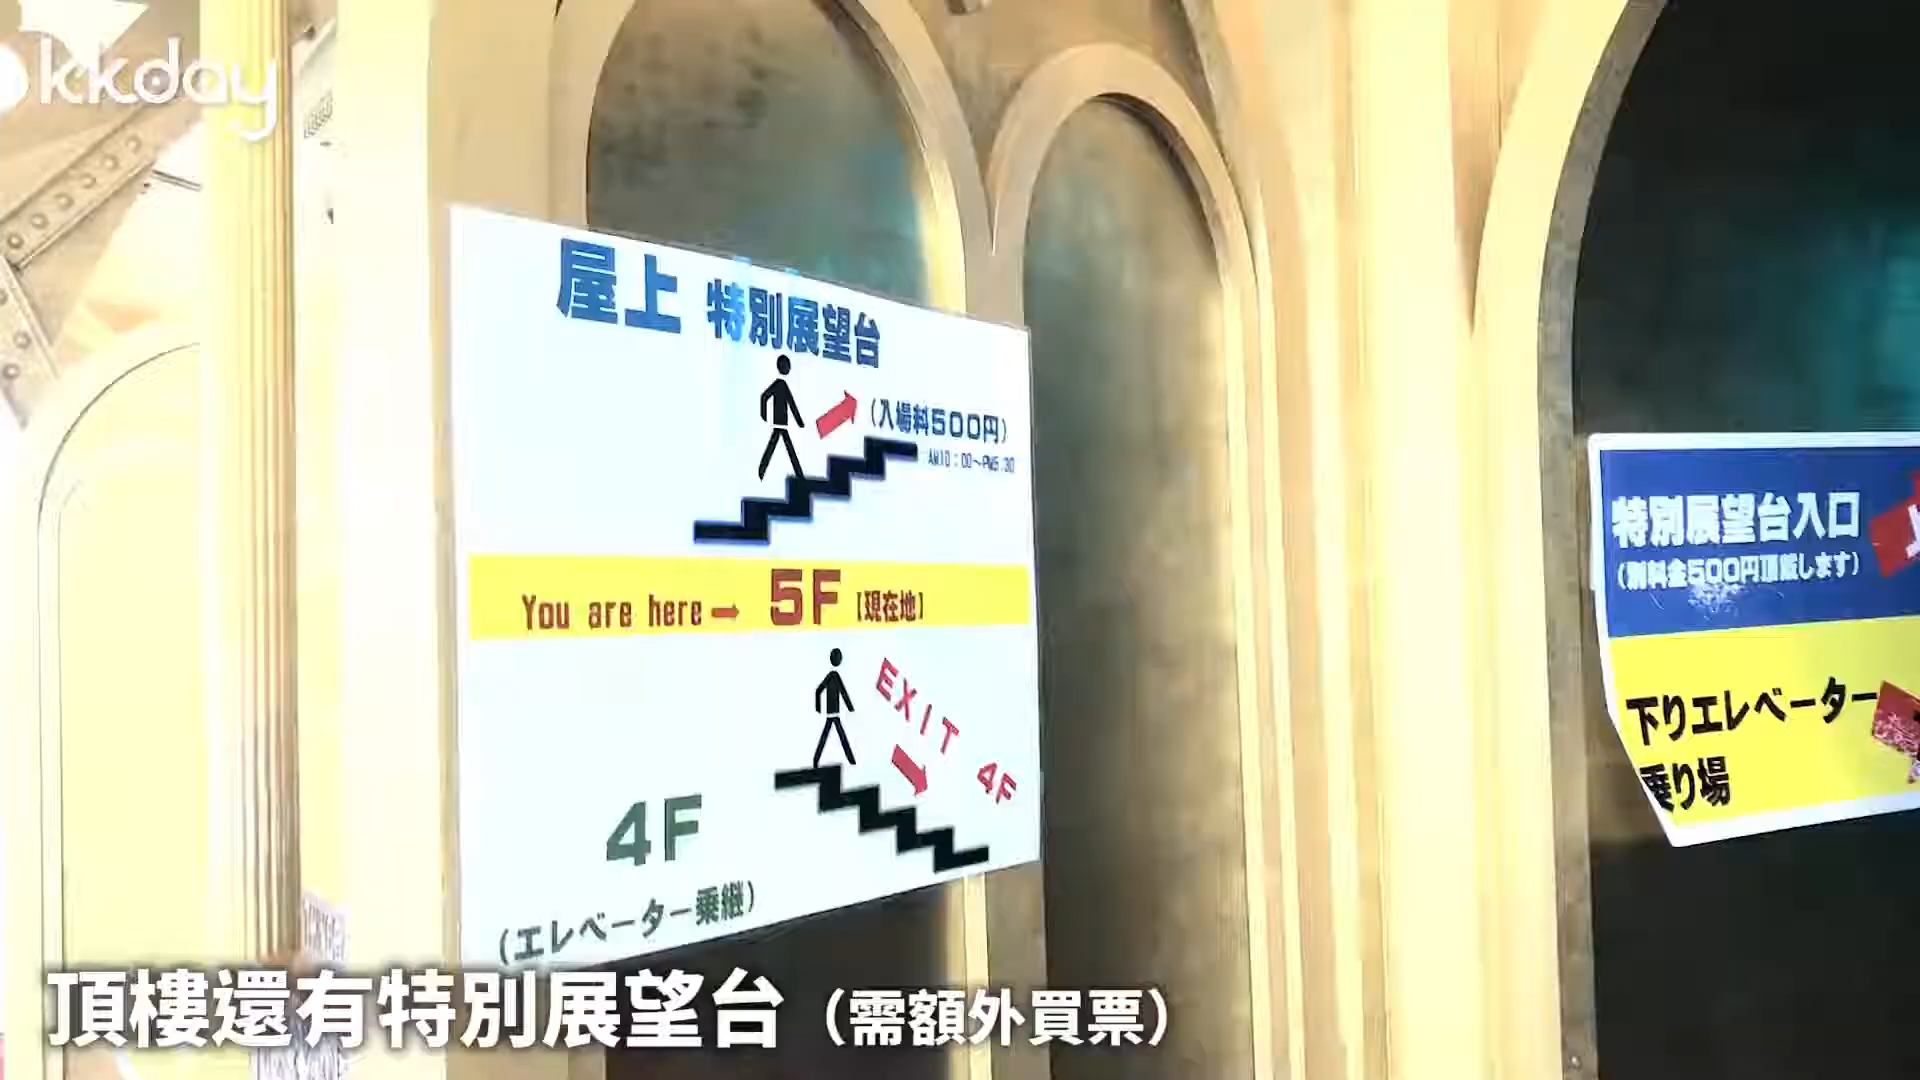 kkday
屋上 特別展望台
(入場料500円)
AM10:00~PM5:30
You are here→ 5F【現在地】
EXIT 4F
4F
(エレベーター乗継)
特別展望台入口
(別料金500円頂戴します)
下りエレベーター
乗り場
頂樓還有特別展望台（需額外買票）